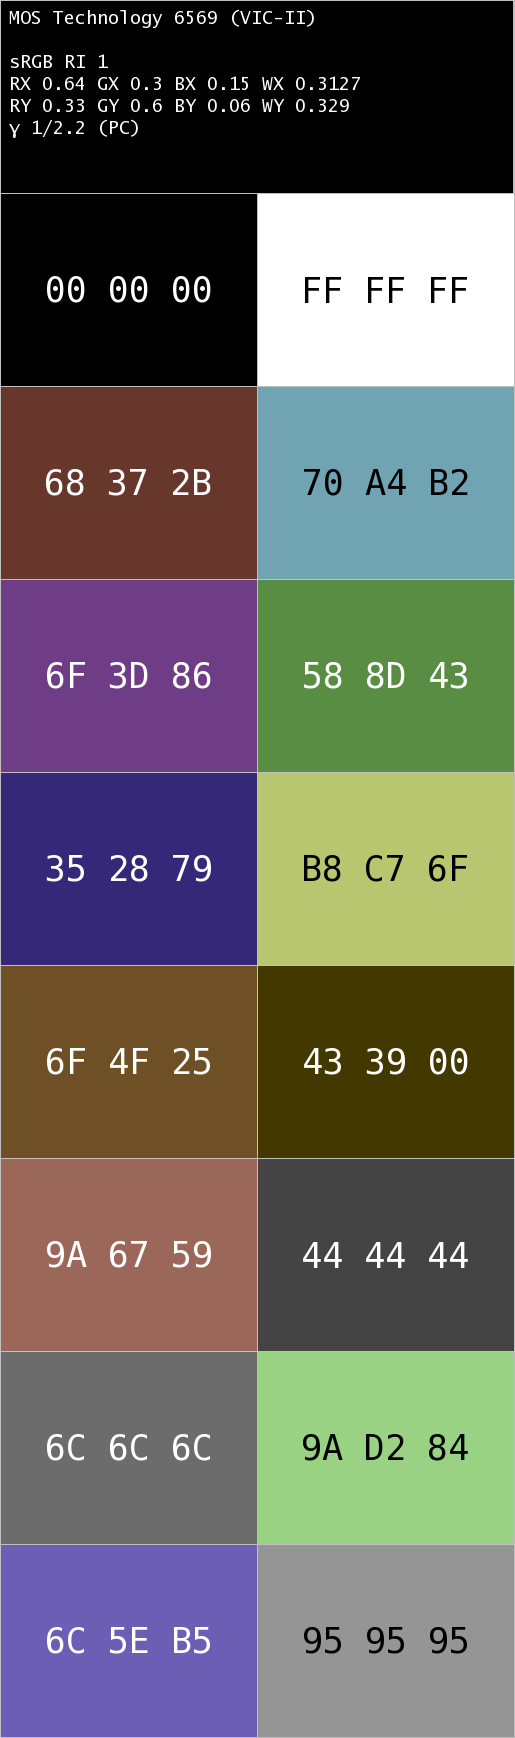 MOS Technology 6569 (VIC-II)
sRGB RI 1
RX 0.64 GX 0.3 BX 0.15 WX 0.3127
RY 0.33 GY 0.6 BY 0.06 WY 0.329
γ 1/2.2 (PC)
00 00 00
FF FF FF
68 37 2B
70 A4 B2
6F 3D 86
58 8D 43
35 28 79
B8 C7 6F
6F 4F 25
43 39 00
9A 67 59
44 44 44
6C 6C 6C
9A D2 84
6C 5E B5
95 95 95